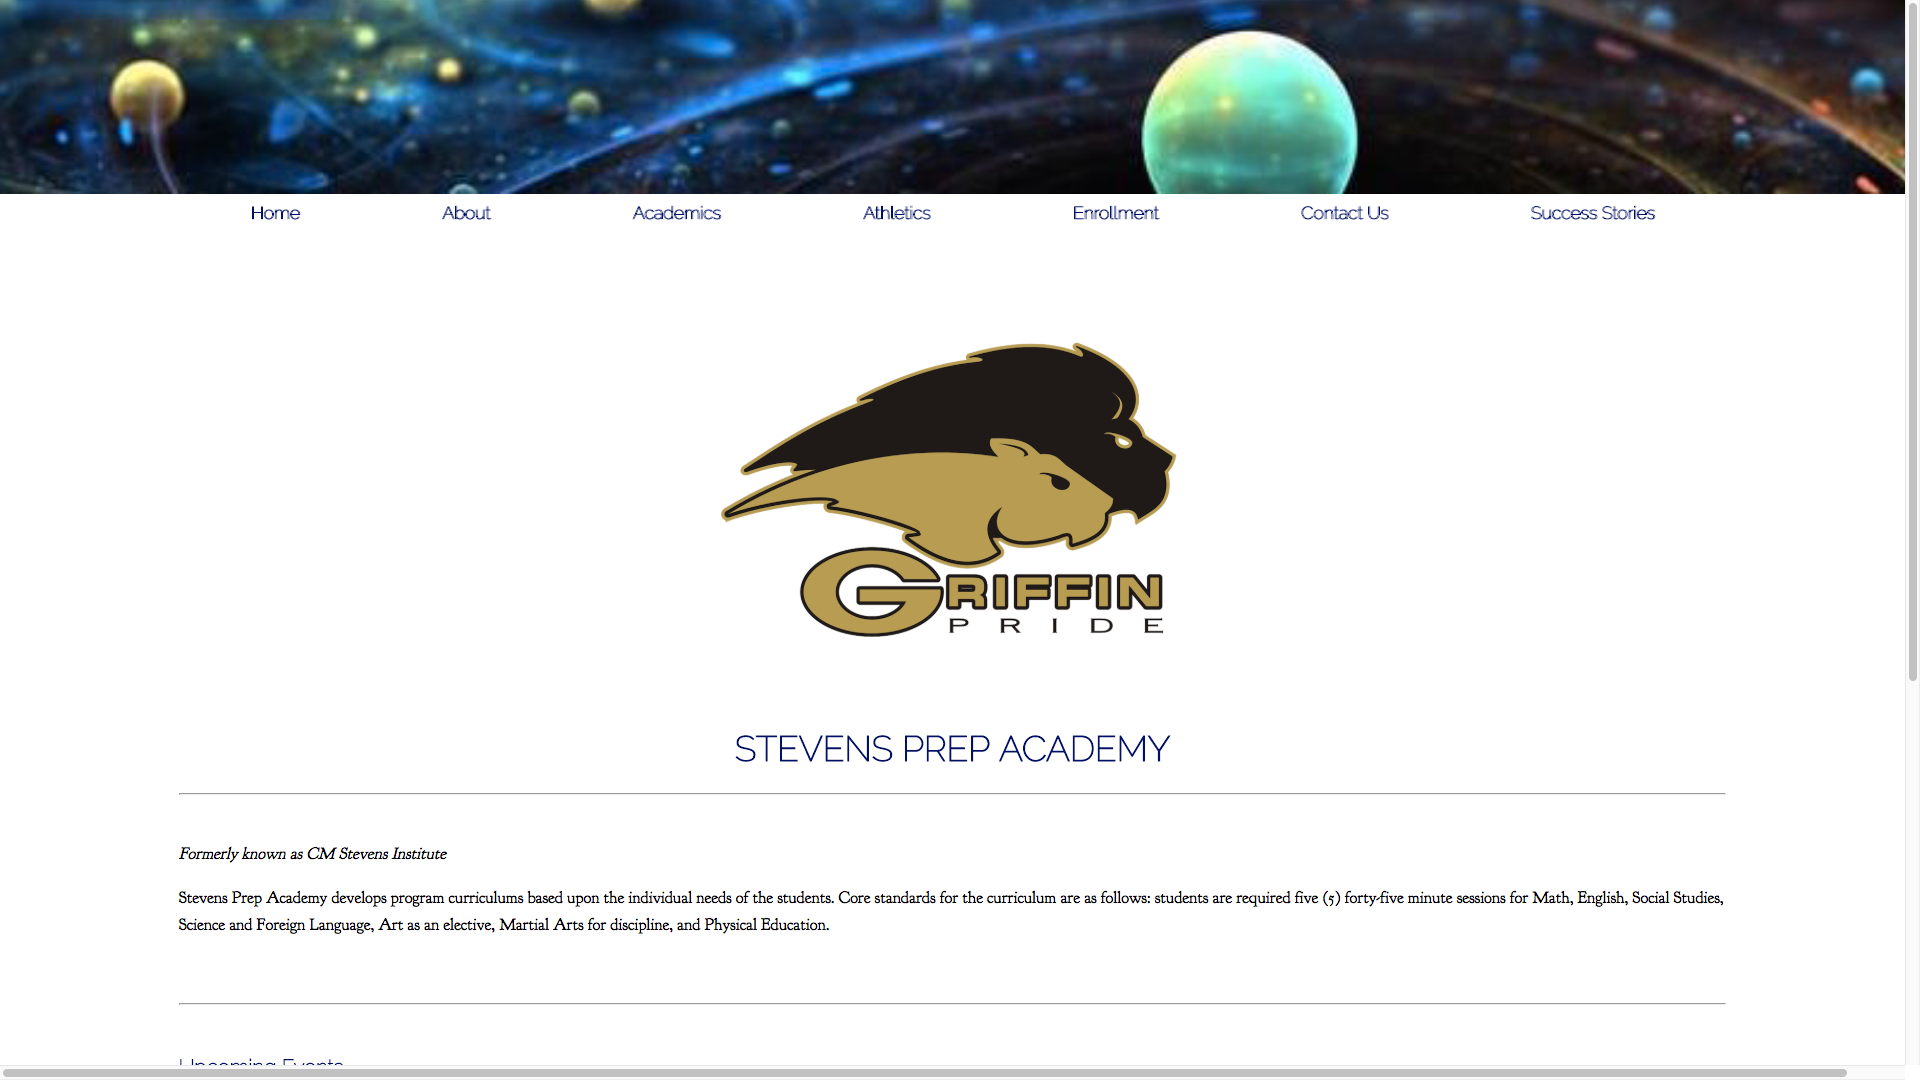 Home About Academics Athletics Enrollment Contact Us Success Stories
GRIFFIN
PRIDE
STEVENS PREP ACADEMY
Formerly known as CM Stevens Institute
Stevens Prep Academy develops program curriculums based upon the individual needs of the students. Core standards for the curriculum are as follows: students are required five (5) forty-five minute sessions for Math, English, Social Studies,
Science and Foreign Language, Art as an elective, Martial Arts for discipline, and Physical Education.
Upcoming Events